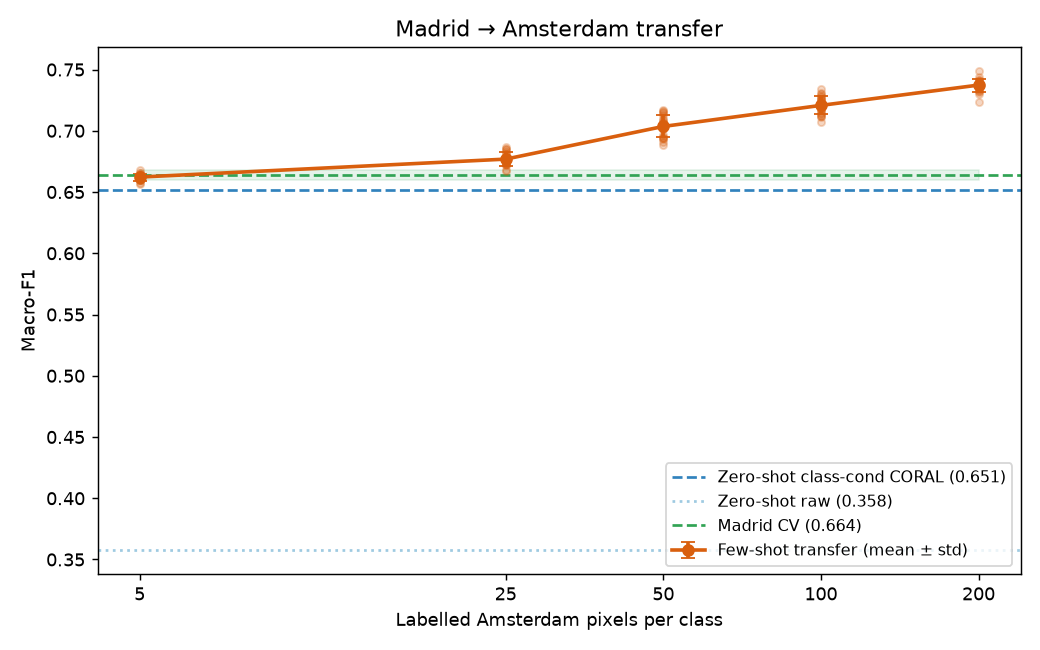 Madrid → Amsterdam transfer
Macro-F1
0.75
0.70
0.65
0.60
0.55
0.50
0.45
0.40
0.35
Zero-shot class-cond CORAL (0.651)
Zero-shot raw (0.358)
Madrid CV (0.664)
Few-shot transfer (mean ± std)
5 25 50 100 200
Labelled Amsterdam pixels per class